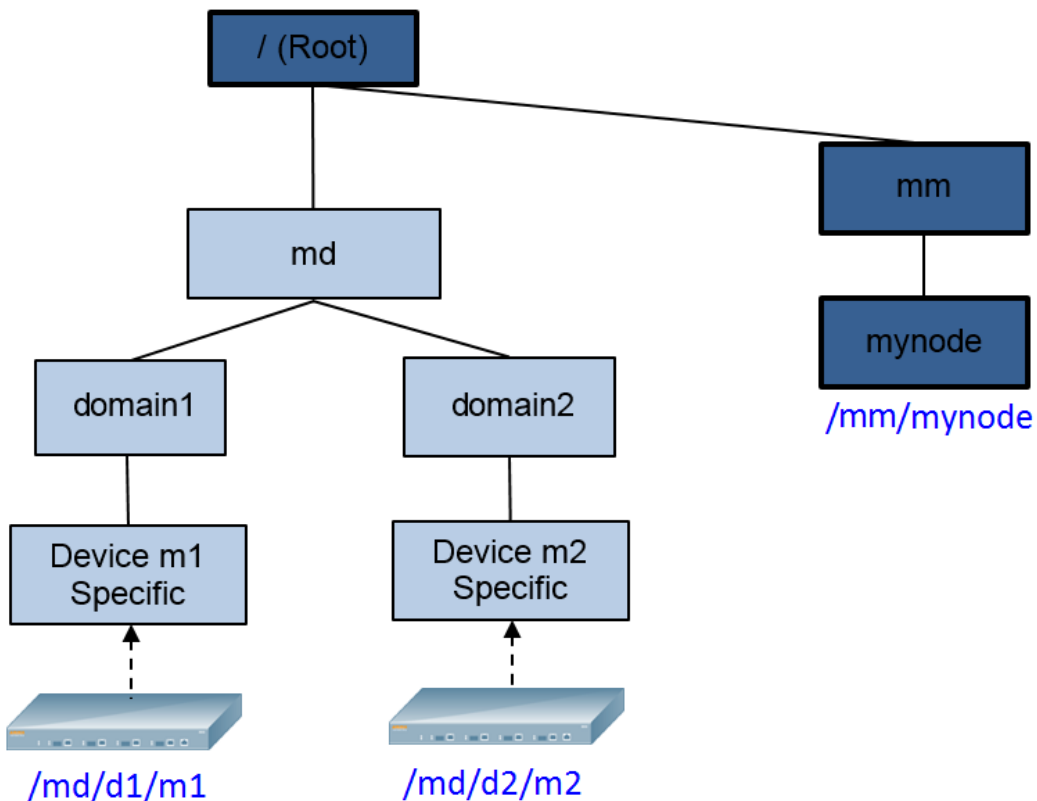 / (Root)
mm
md
mynode
/mm/mynode
domain1
domain2
Device m1
Specific
Device m2
Specific
/md/d1/m1
/md/d2/m2